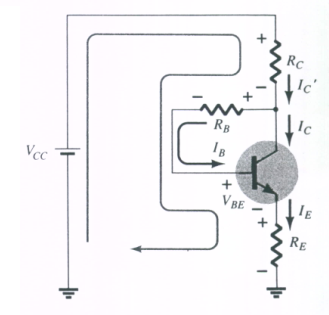 +
R_C
I_C'
−
− +
R_B
I_C
I_B
V_CC
+
V_BE
−
I_E
+
R_E
−